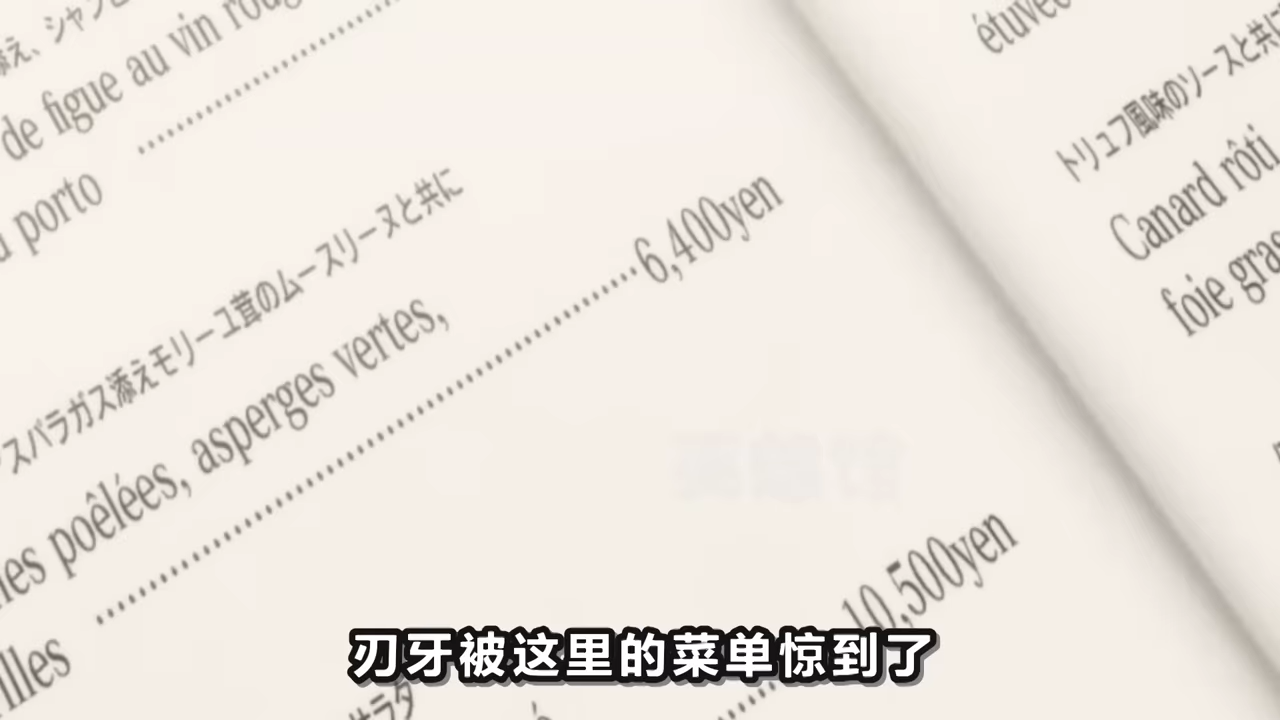 添え、シャン
de figue au vin roug
porto
スパラガス添えモリーユ茸のムースリーヌと共に
es poêlées, asperges vertes,
illes
6,400yen
10,500yen
サラダ
étuvée
トリュフ風味のソースと共に
Canard rôti
foie gras
刃牙被这里的菜单惊到了